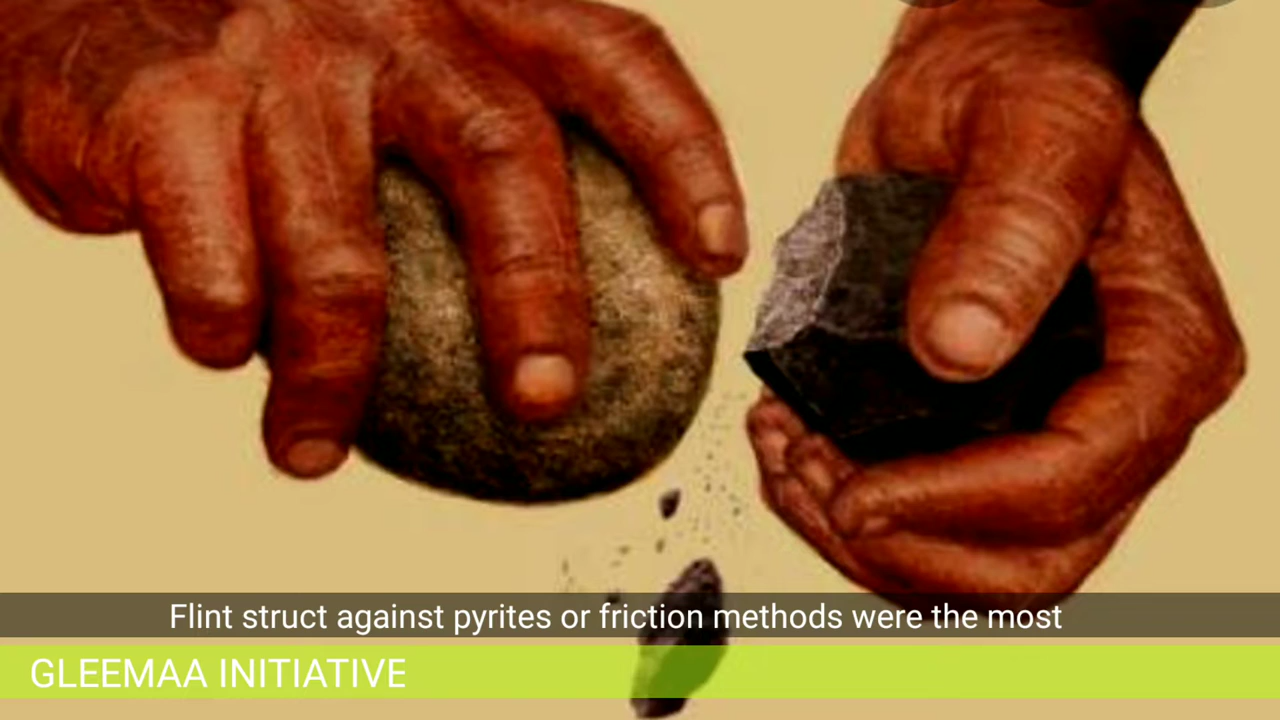 Flint struct against pyrites or friction methods were the most
GLEEMAA INITIATIVE